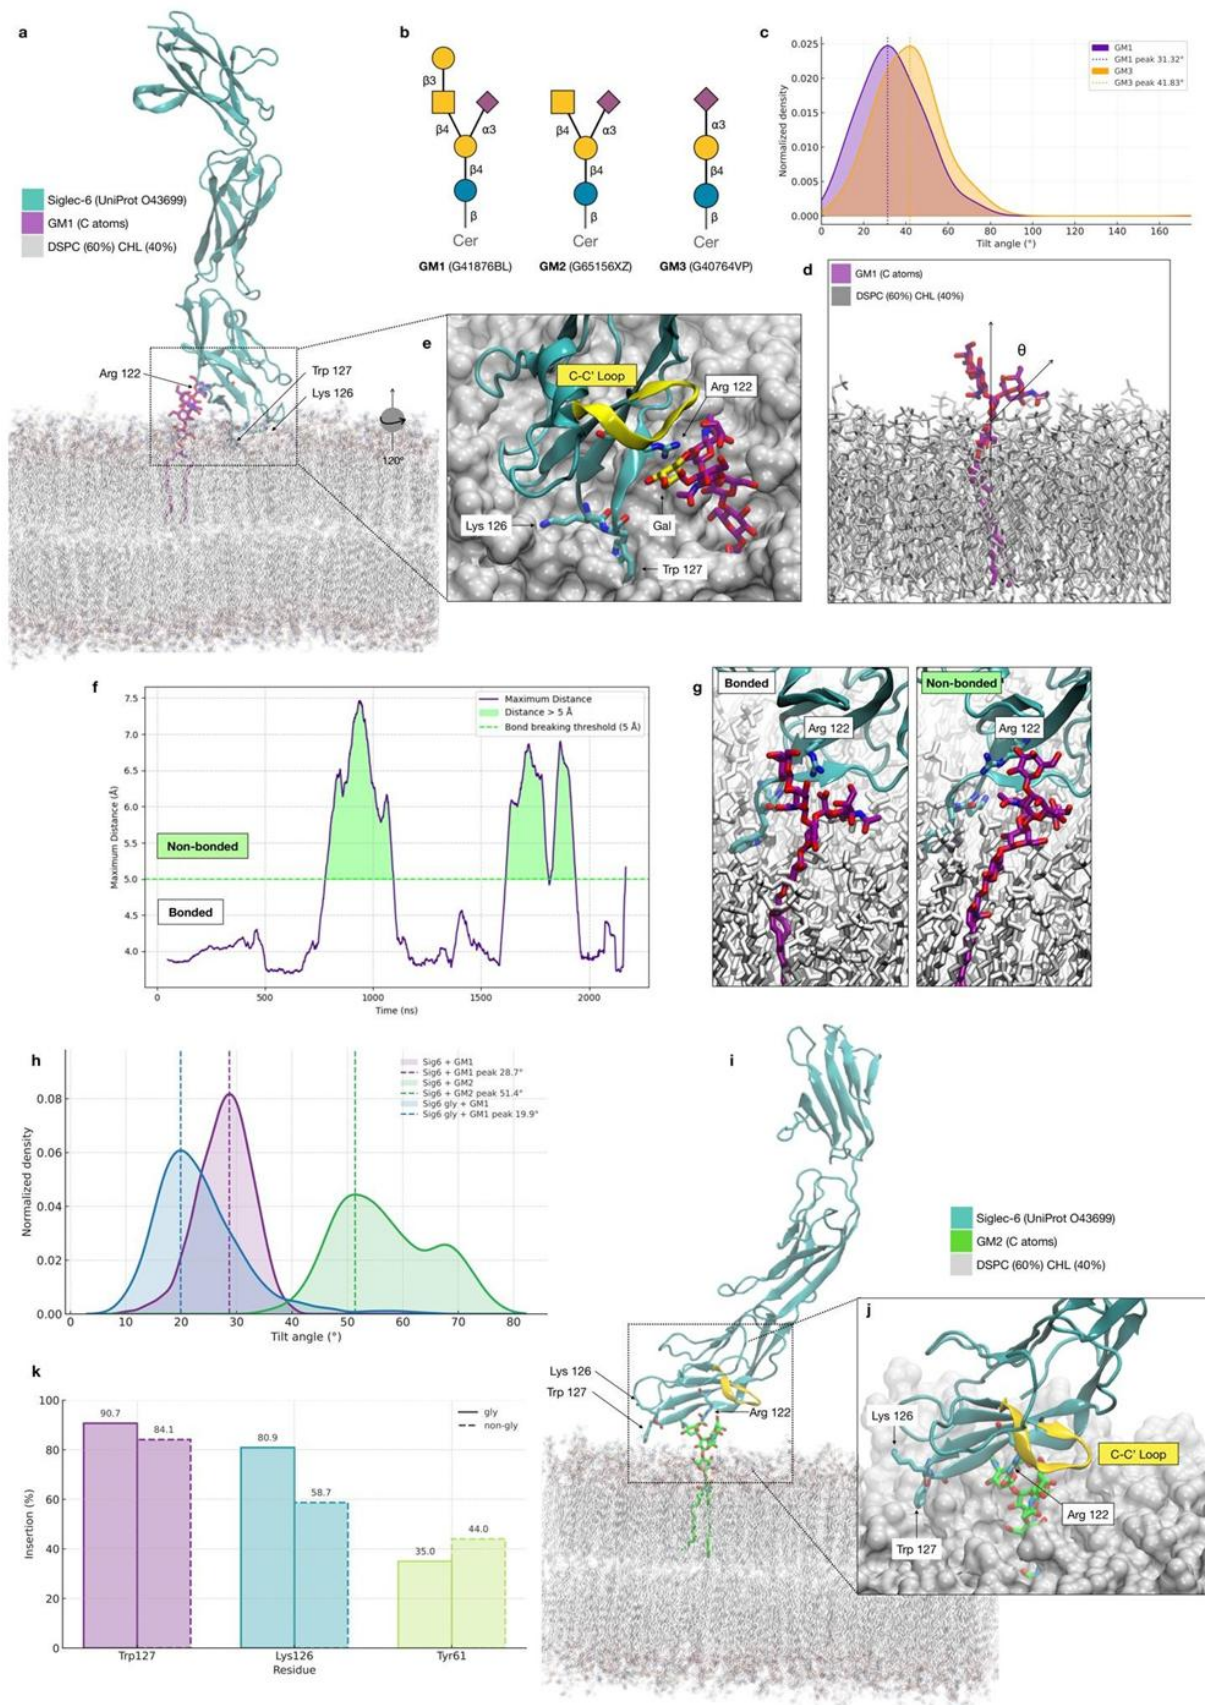 a
Siglec-6 (UniProt O43699)
GM1 (C atoms)
DSPC (60%) CHL (40%)
Arg 122
Trp 127
Lys 126
120°
b
β3
β4
α3
β4
β
Cer
GM1 (G41876BL)
β4
α3
β4
β
Cer
GM2 (G65156XZ)
α3
β4
β
Cer
GM3 (G40764VP)
c
GM1
GM1 peak 31.32°
GM3
GM3 peak 41.83°
Normalized density
0.025
0.020
0.015
0.010
0.005
0.000
0 20 40 60 80 100 120 140 160
Tilt angle (°)
d
GM1 (C atoms)
DSPC (60%) CHL (40%)
θ
e
C-C' Loop
Arg 122
Lys 126
Gal
Trp 127
f
Maximum Distance
Distance > 5 Å
Bond breaking threshold (5 Å)
Maximum Distance (Å)
7.5
7.0
6.5
6.0
5.5
5.0
4.5
4.0
Non-bonded
Bonded
0 500 1000 1500 2000
Time (ns)
g
Bonded
Arg 122
Non-bonded
Arg 122
h
Sig6 + GM1
Sig6 + GM1 peak 28.7°
Sig6 + GM2
Sig6 + GM2 peak 51.4°
Sig6 gly + GM1
Sig6 gly + GM1 peak 19.9°
Normalized density
0.08
0.06
0.04
0.02
0.00
0 10 20 30 40 50 60 70 80
Tilt angle (°)
i
Siglec-6 (UniProt O43699)
GM2 (C atoms)
DSPC (60%) CHL (40%)
Lys 126
Trp 127
Arg 122
j
Lys 126
C-C' Loop
Arg 122
Trp 127
k
gly
non-gly
Insertion (%)
100
80
60
40
20
0
90.7
84.1
80.9
58.7
35.0
44.0
Trp127 Lys126 Tyr61
Residue